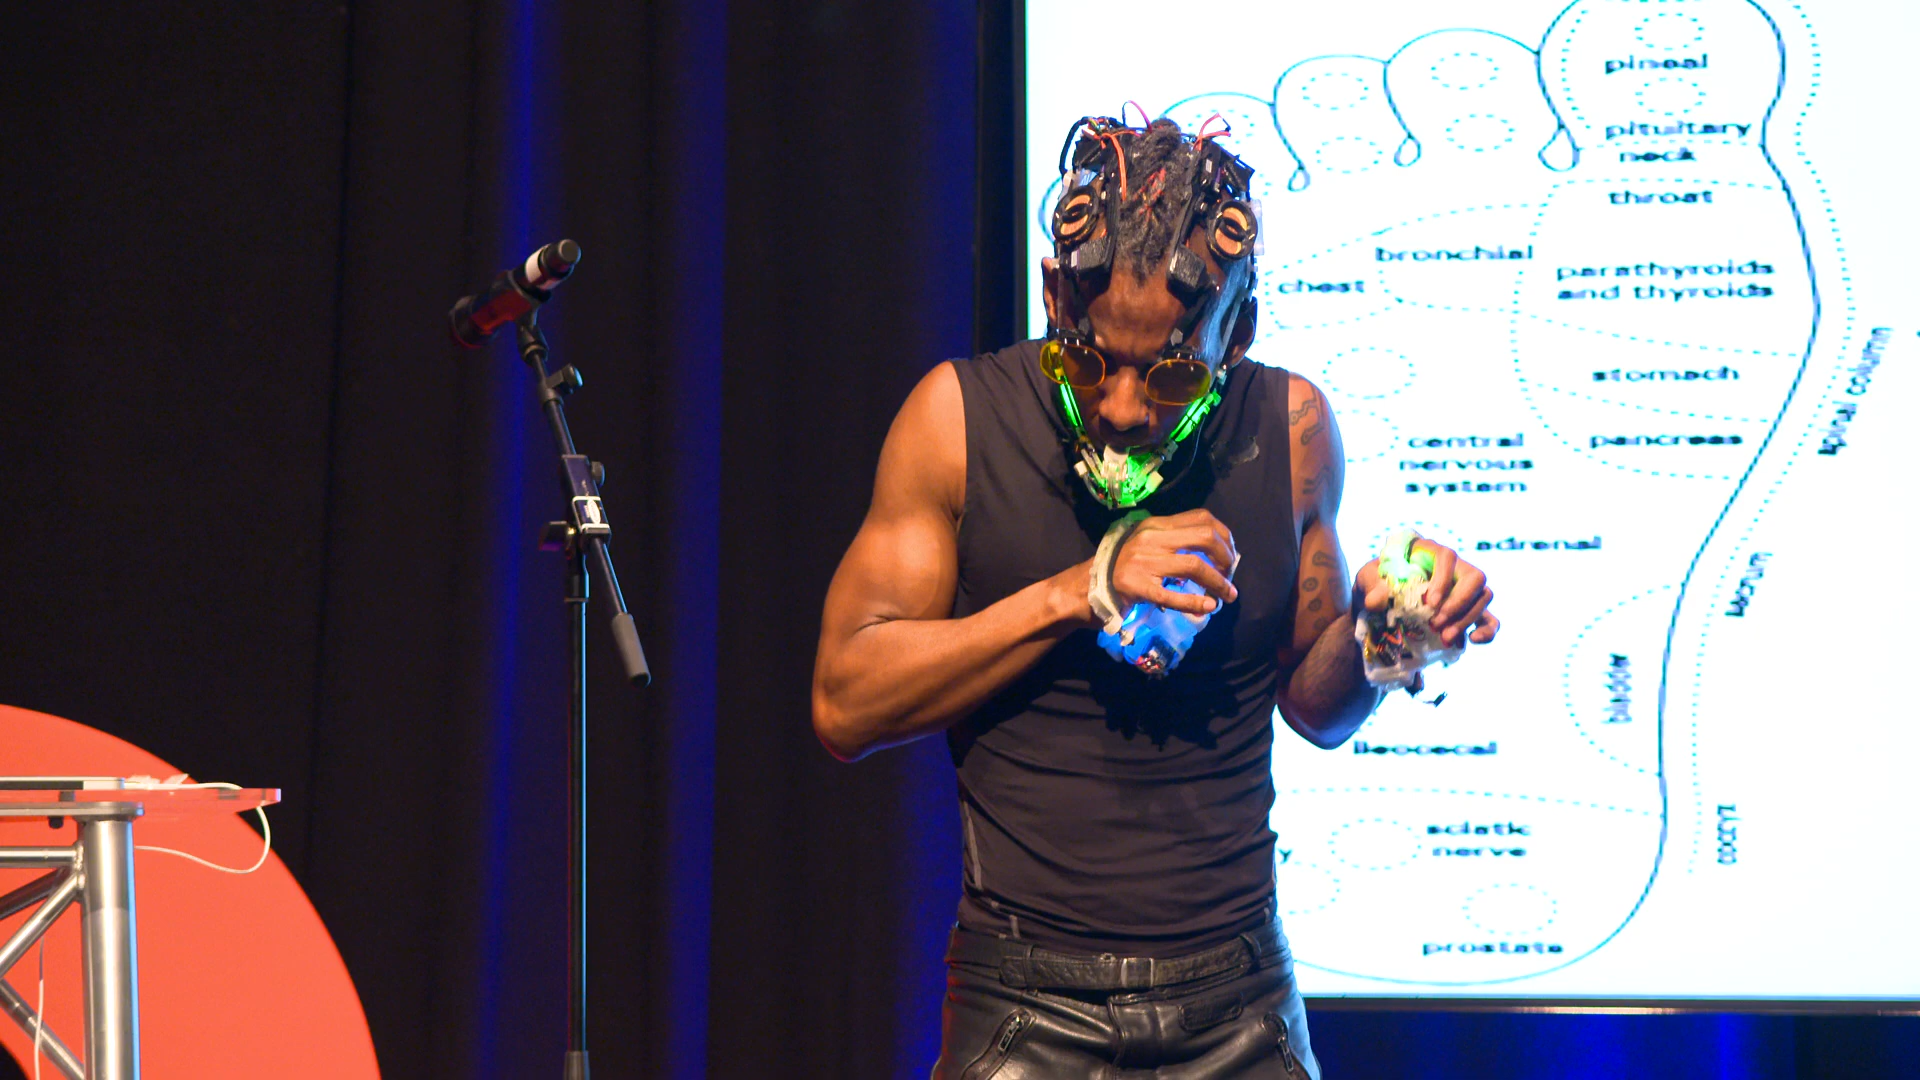 pineal
pituitary
neck
throat
bronchial
chest
parathyroids
and thyroids
stomach
spinal column
central
nervous
system
pancreas
adrenal
sacrum
bladder
ileocecal
sciatic
nerve
coccyx
prostate